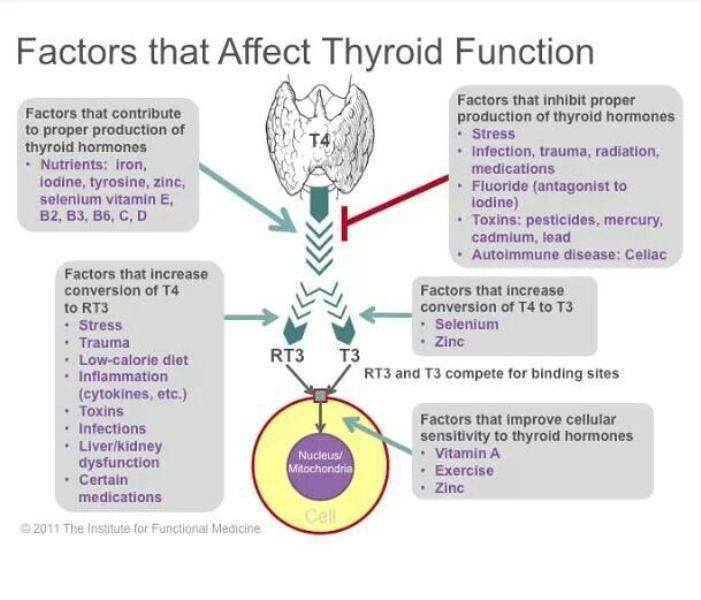 Factors that Affect Thyroid Function
Factors that contribute
to proper production of
thyroid hormones
• Nutrients: iron,
iodine, tyrosine, zinc,
selenium vitamin E,
B2, B3, B6, C, D
T4
Factors that inhibit proper
production of thyroid hormones
• Stress
• Infection, trauma, radiation,
medications
• Fluoride (antagonist to
iodine)
• Toxins: pesticides, mercury,
cadmium, lead
• Autoimmune disease: Celiac
Factors that increase
conversion of T4
to RT3
• Stress
• Trauma
• Low-calorie diet
• Inflammation
(cytokines, etc.)
• Toxins
• Infections
• Liver/kidney
dysfunction
• Certain
medications
Factors that increase
conversion of T4 to T3
• Selenium
• Zinc
RT3 T3
RT3 and T3 compete for binding sites
Factors that improve cellular
sensitivity to thyroid hormones
• Vitamin A
• Exercise
• Zinc
Nucleus/
Mitochondria
Cell
© 2011 The Institute for Functional Medicine